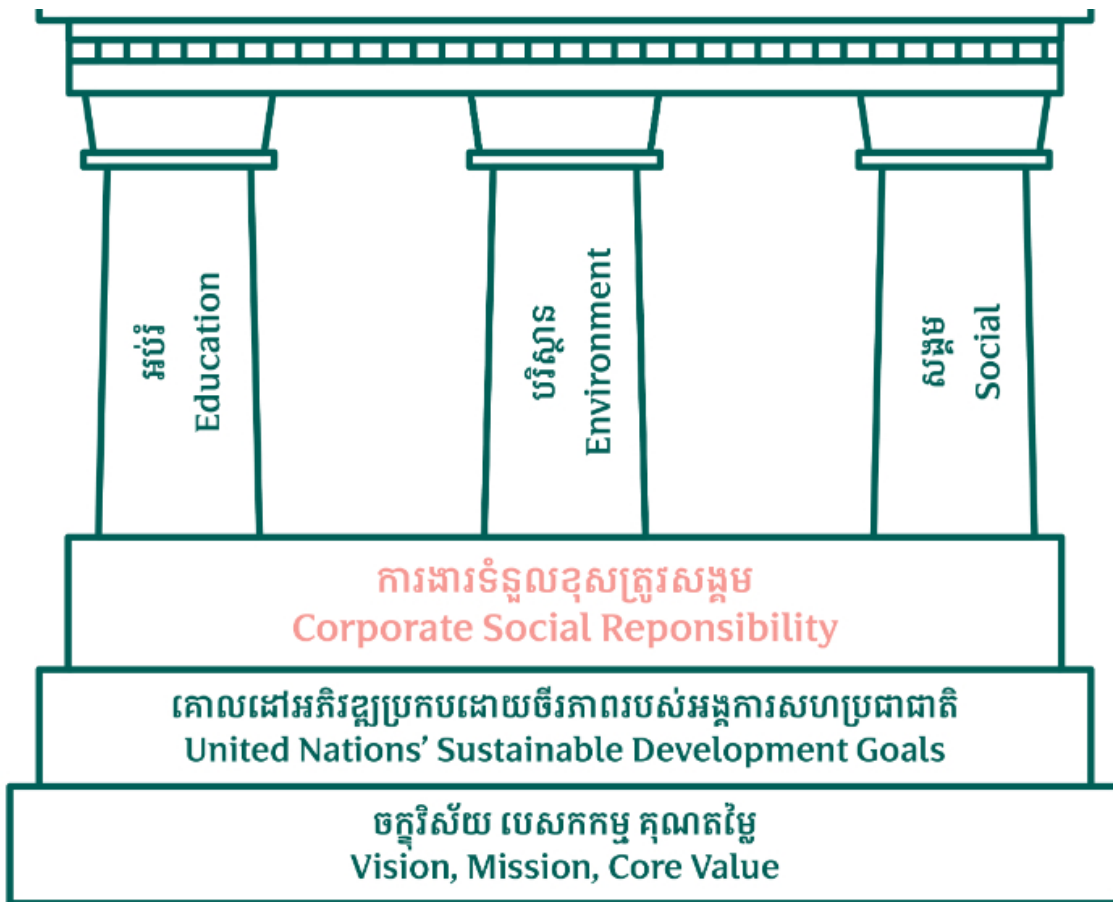 អប់រំ
Education
បរិស្ថាន
Environment
សង្គម
Social
ការងារទំនួលខុសត្រូវសង្គម
Corporate Social Reponsibility
គោលដៅអភិវឌ្ឍប្រកបដោយចីរភាពរបស់អង្គការសហប្រជាជាតិ
United Nations’ Sustainable Development Goals
ចក្ខុវិស័យ បេសកកម្ម គុណតម្លៃ
Vision, Mission, Core Value